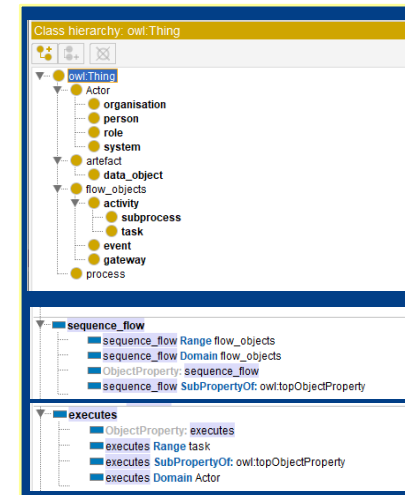 Class hierarchy: owl:Thing
owl:Thing
Actor
organisation
person
role
system
artefact
data_object
flow_objects
activity
subprocess
task
event
gateway
process
sequence_flow
sequence_flow Range flow_objects
sequence_flow Domain flow_objects
ObjectProperty: sequence_flow
sequence_flow SubPropertyOf: owl:topObjectProperty
executes
ObjectProperty: executes
executes Range task
executes SubPropertyOf: owl:topObjectProperty
executes Domain Actor